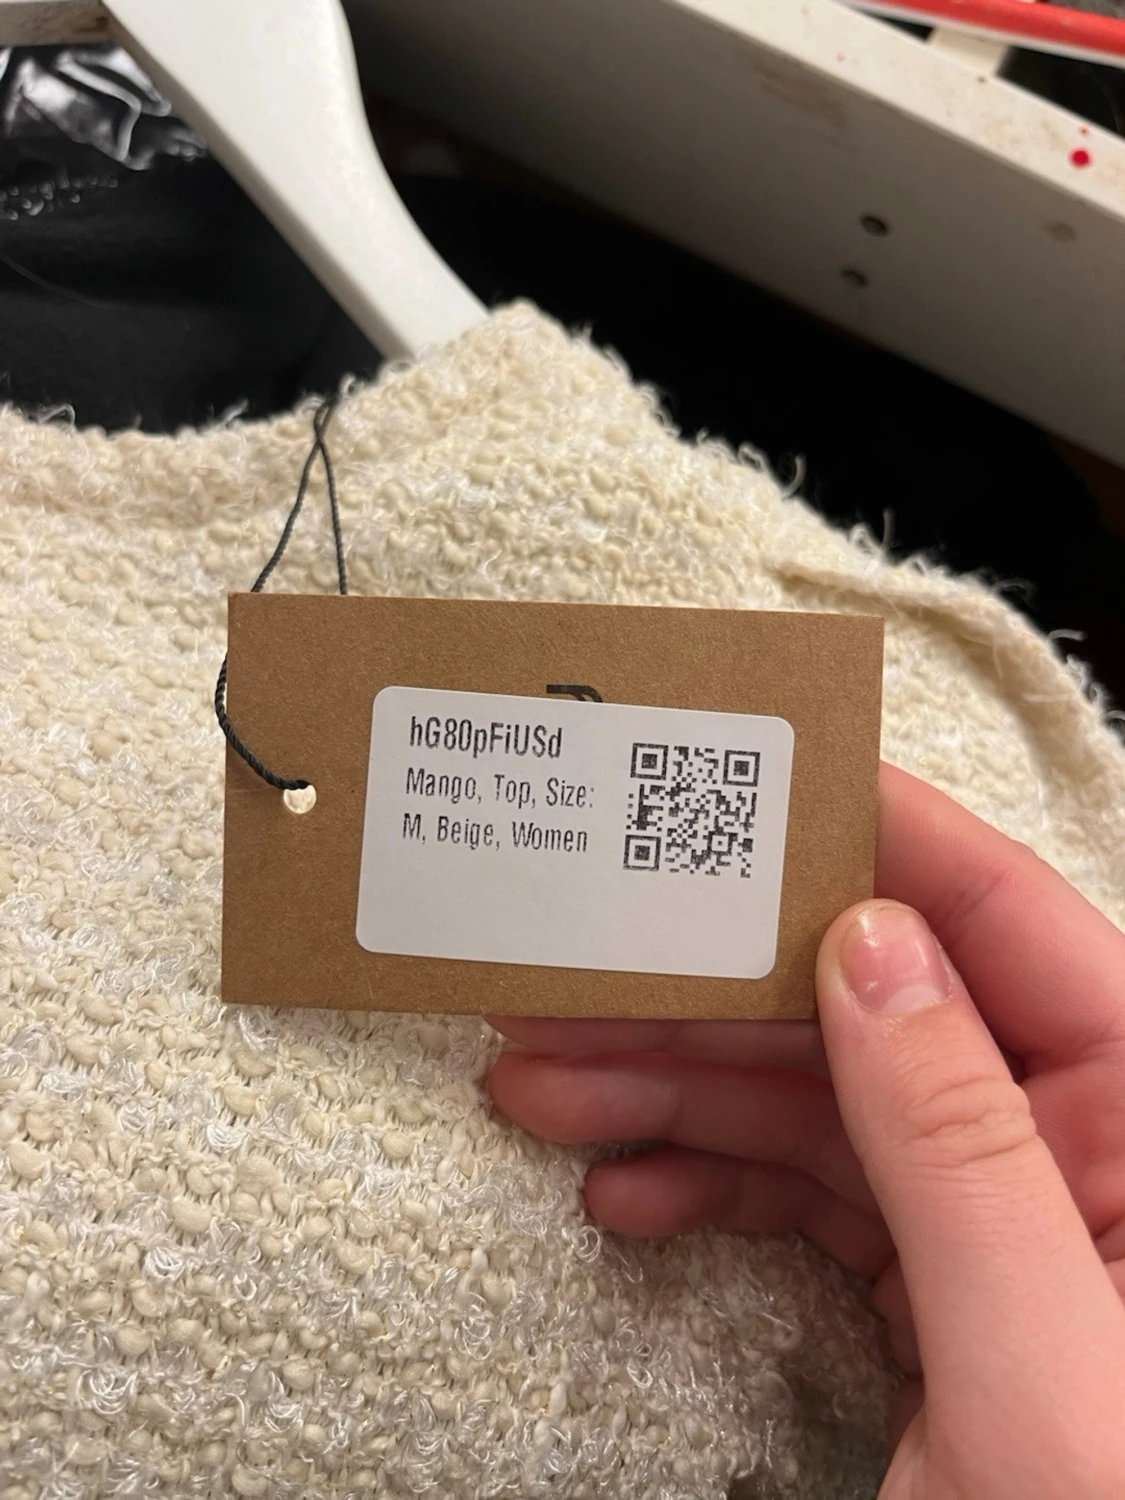 hG80pFiUSd
Mango, Top, Size:
M, Beige, Women